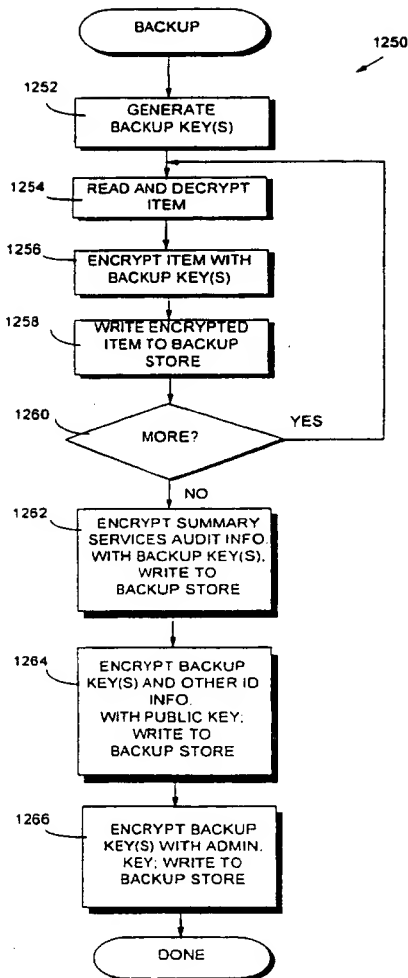 BACKUP
1250
1252
GENERATE
BACKUP KEY(S)
1254
READ AND DECRYPT
ITEM
1256
ENCRYPT ITEM WITH
BACKUP KEY(S)
1258
WRITE ENCRYPTED
ITEM TO BACKUP
STORE
1260
MORE?
YES
NO
1262
ENCRYPT SUMMARY
SERVICES AUDIT INFO.
WITH BACKUP KEY(S),
WRITE TO
BACKUP STORE
1264
ENCRYPT BACKUP
KEY(S) AND OTHER ID
INFO.
WITH PUBLIC KEY;
WRITE TO
BACKUP STORE
1266
ENCRYPT BACKUP
KEY(S) WITH ADMIN.
KEY; WRITE TO
BACKUP STORE
DONE